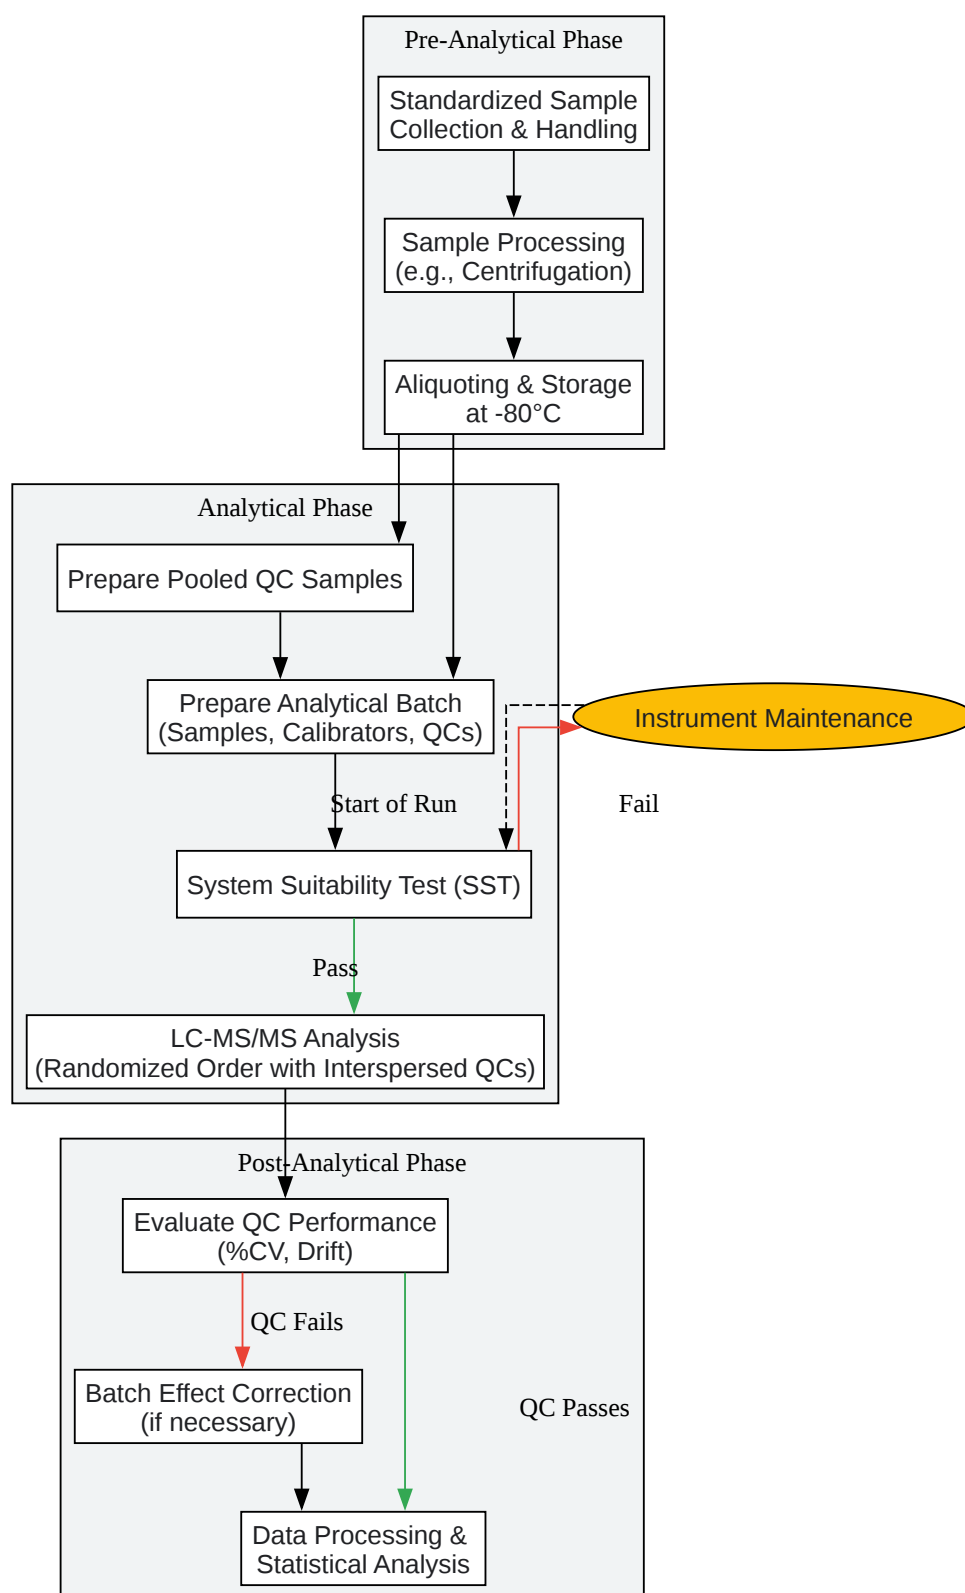 Pre-Analytical Phase
Standardized Sample
Collection & Handling
Sample Processing
(e.g., Centrifugation)
Aliquoting & Storage
at -80°C
Analytical Phase
Prepare Pooled QC Samples
Prepare Analytical Batch
(Samples, Calibrators, QCs)
Instrument Maintenance
Start of Run
Fail
System Suitability Test (SST)
Pass
LC-MS/MS Analysis
(Randomized Order with Interspersed QCs)
Post-Analytical Phase
Evaluate QC Performance
(%CV, Drift)
QC Fails
Batch Effect Correction
(if necessary)
QC Passes
Data Processing &
Statistical Analysis